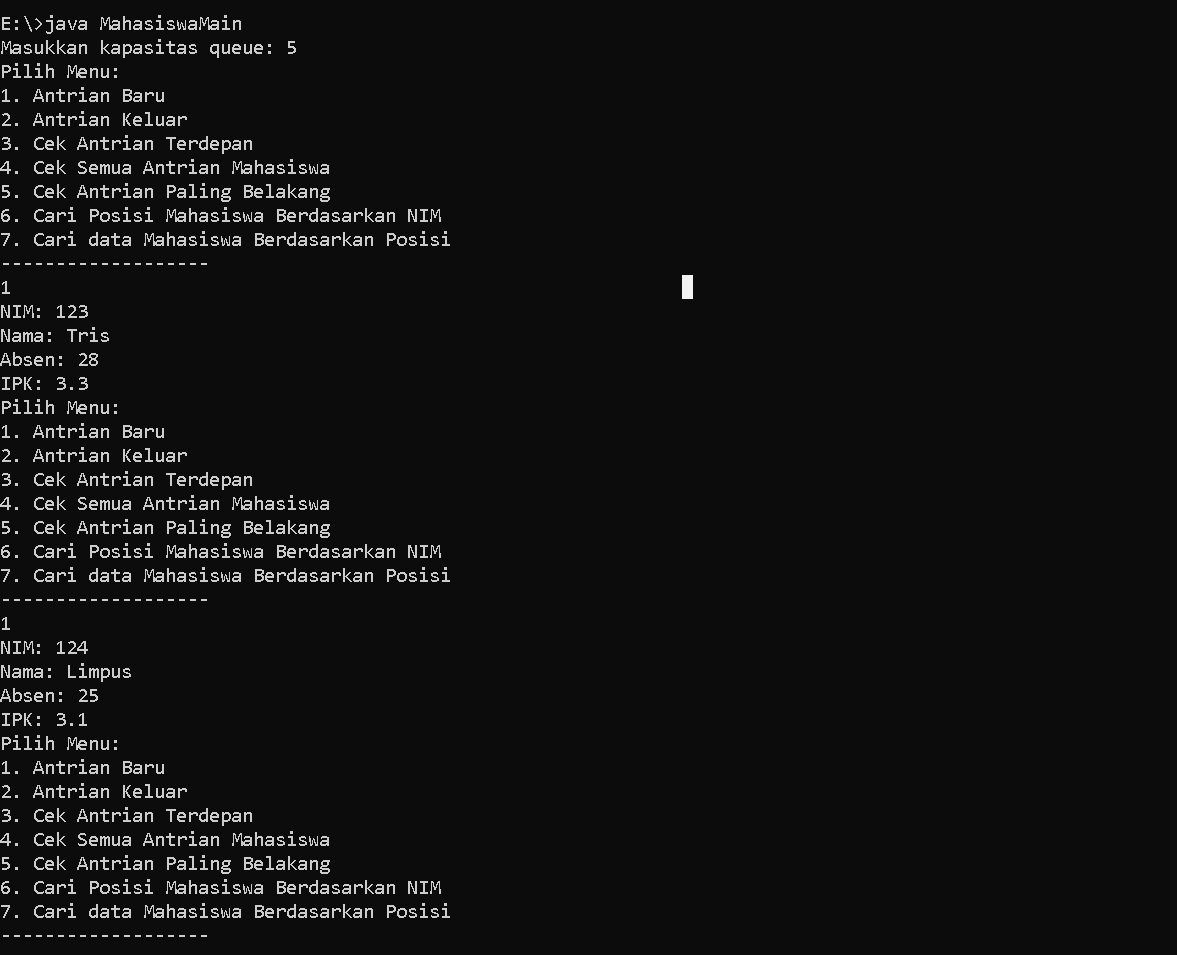 E:\>java MahasiswaMain
Masukkan kapasitas queue: 5
Pilih Menu:
1. Antrian Baru
2. Antrian Keluar
3. Cek Antrian Terdepan
4. Cek Semua Antrian Mahasiswa
5. Cek Antrian Paling Belakang
6. Cari Posisi Mahasiswa Berdasarkan NIM
7. Cari data Mahasiswa Berdasarkan Posisi
-------------------
1
NIM: 123
Nama: Tris
Absen: 28
IPK: 3.3
Pilih Menu:
1. Antrian Baru
2. Antrian Keluar
3. Cek Antrian Terdepan
4. Cek Semua Antrian Mahasiswa
5. Cek Antrian Paling Belakang
6. Cari Posisi Mahasiswa Berdasarkan NIM
7. Cari data Mahasiswa Berdasarkan Posisi
-------------------
1
NIM: 124
Nama: Limpus
Absen: 25
IPK: 3.1
Pilih Menu:
1. Antrian Baru
2. Antrian Keluar
3. Cek Antrian Terdepan
4. Cek Semua Antrian Mahasiswa
5. Cek Antrian Paling Belakang
6. Cari Posisi Mahasiswa Berdasarkan NIM
7. Cari data Mahasiswa Berdasarkan Posisi
-------------------